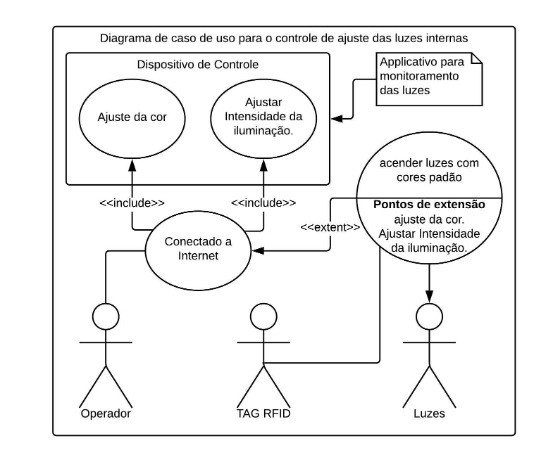 Diagrama de caso de uso para o controle de ajuste das luzes internas
Dispositivo de Controle
Applicativo para
monitoramento
das luzes
Ajuste da cor
Ajustar
Intensidade da
iluminação.
acender luzes com
cores padão
Pontos de extensão
ajuste da cor.
Ajustar Intensidade
da iluminação.
<<include>>
<<include>>
<<extent>>
Conectado a
Internet
Operador
TAG RFID
Luzes